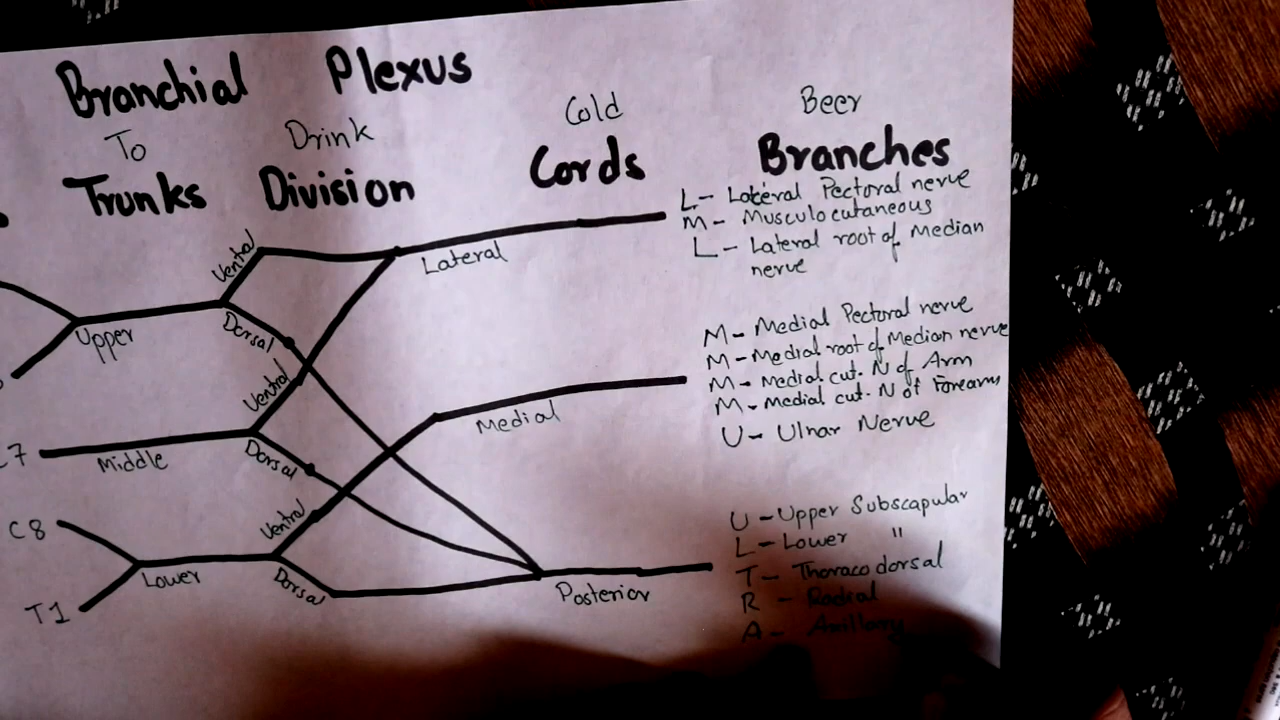 Branchial Plexus
To Drink Cold Beer
Trunks Division Cords Branches
L - Lateral Pectoral nerve
M - Musculocutaneous
L - Lateral root of Median
nerve
Ventral
Lateral
Upper
Dorsal
M - Medial Pectoral nerve
M - Medial root of Median nerve
M - Medial cut. N of Arm
M - Medial cut. N of Forearm
U - Ulnar Nerve
Ventral
Medial
Middle
Dorsal
C8
Ventral
U - Upper Subscapular
L - Lower "
T - Thoracodorsal
R - Radial
A - Axillary
Lower
Dorsal
Posterior
T1